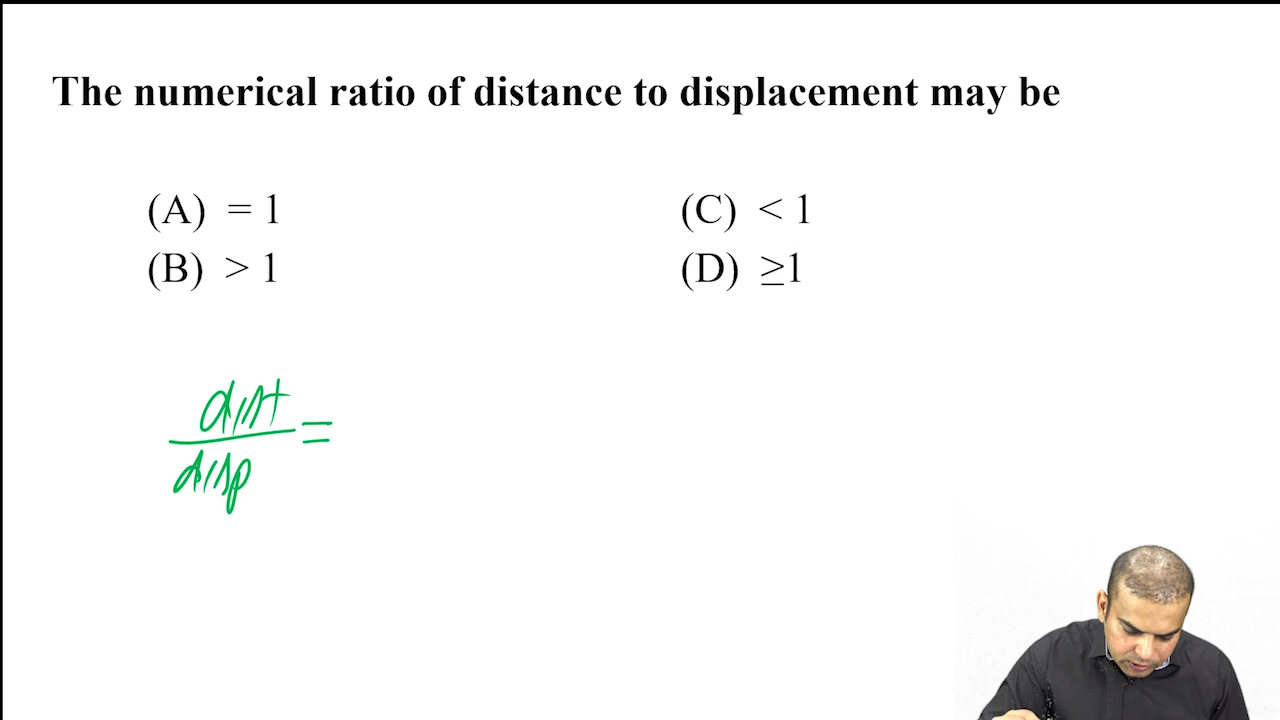 The numerical ratio of distance to displacement may be
(A) = 1
(B) > 1
(C) < 1
(D) ≥1
dist
disp =